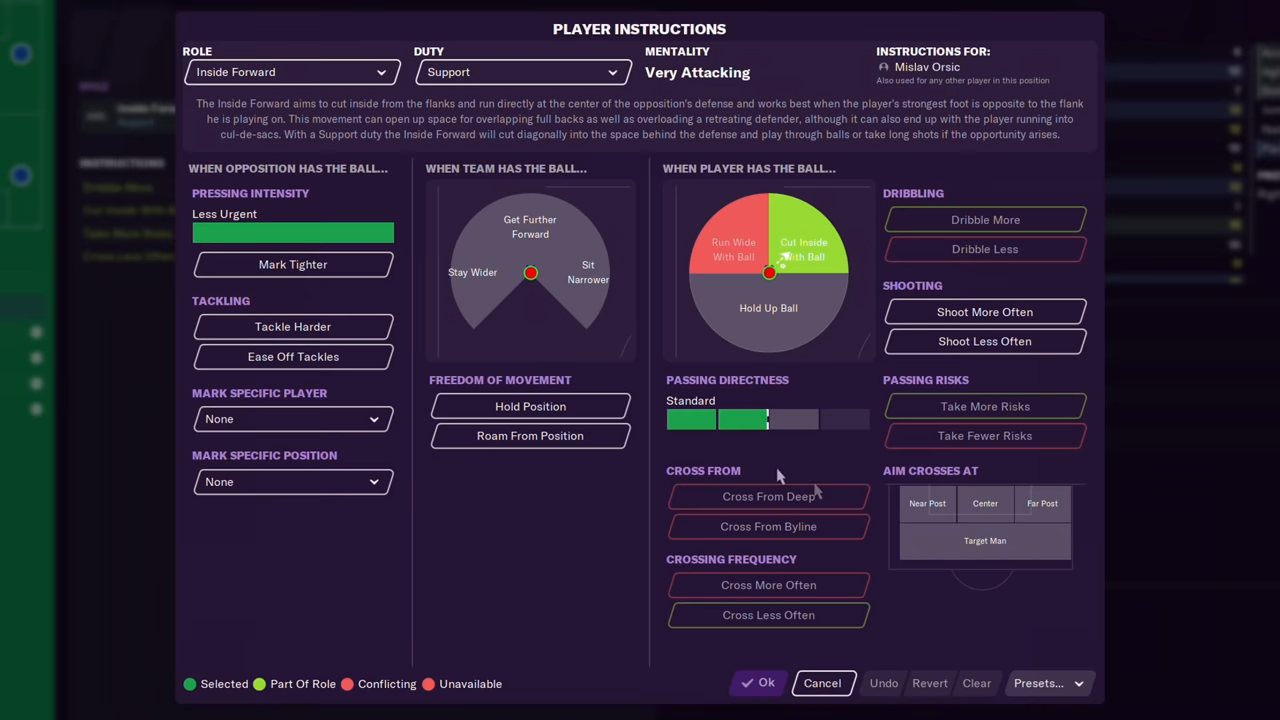 PLAYER INSTRUCTIONS
ROLE
Inside Forward
DUTY
Support
MENTALITY
Very Attacking
INSTRUCTIONS FOR:
Mislav Orsic
Also used for any other player in this position
The Inside Forward aims to cut inside from the flanks and run directly at the center of the opposition's defense and works best when the player's strongest foot is opposite to the flank
he is playing on. This movement can open up space for overlapping full backs as well as overloading a retreating defender, although it can also end up with the player running into
cul-de-sacs. With a Support duty the Inside Forward will cut diagonally into the space behind the defense and play through balls or take long shots if the opportunity arises.
WHEN OPPOSITION HAS THE BALL...
PRESSING INTENSITY
Less Urgent
Mark Tighter
TACKLING
Tackle Harder
Ease Off Tackles
MARK SPECIFIC PLAYER
None
MARK SPECIFIC POSITION
None
WHEN TEAM HAS THE BALL...
Get Further
Forward
Stay Wider
Sit
Narrower
FREEDOM OF MOVEMENT
Hold Position
Roam From Position
WHEN PLAYER HAS THE BALL...
Run Wide
With Ball
Cut Inside
With Ball
Hold Up Ball
PASSING DIRECTNESS
Standard
CROSS FROM
Cross From Deep
Cross From Byline
CROSSING FREQUENCY
Cross More Often
Cross Less Often
DRIBBLING
Dribble More
Dribble Less
SHOOTING
Shoot More Often
Shoot Less Often
PASSING RISKS
Take More Risks
Take Fewer Risks
AIM CROSSES AT
Near Post
Center
Far Post
Target Man
Selected
Part Of Role
Conflicting
Unavailable
Ok
Cancel
Undo
Revert
Clear
Presets...